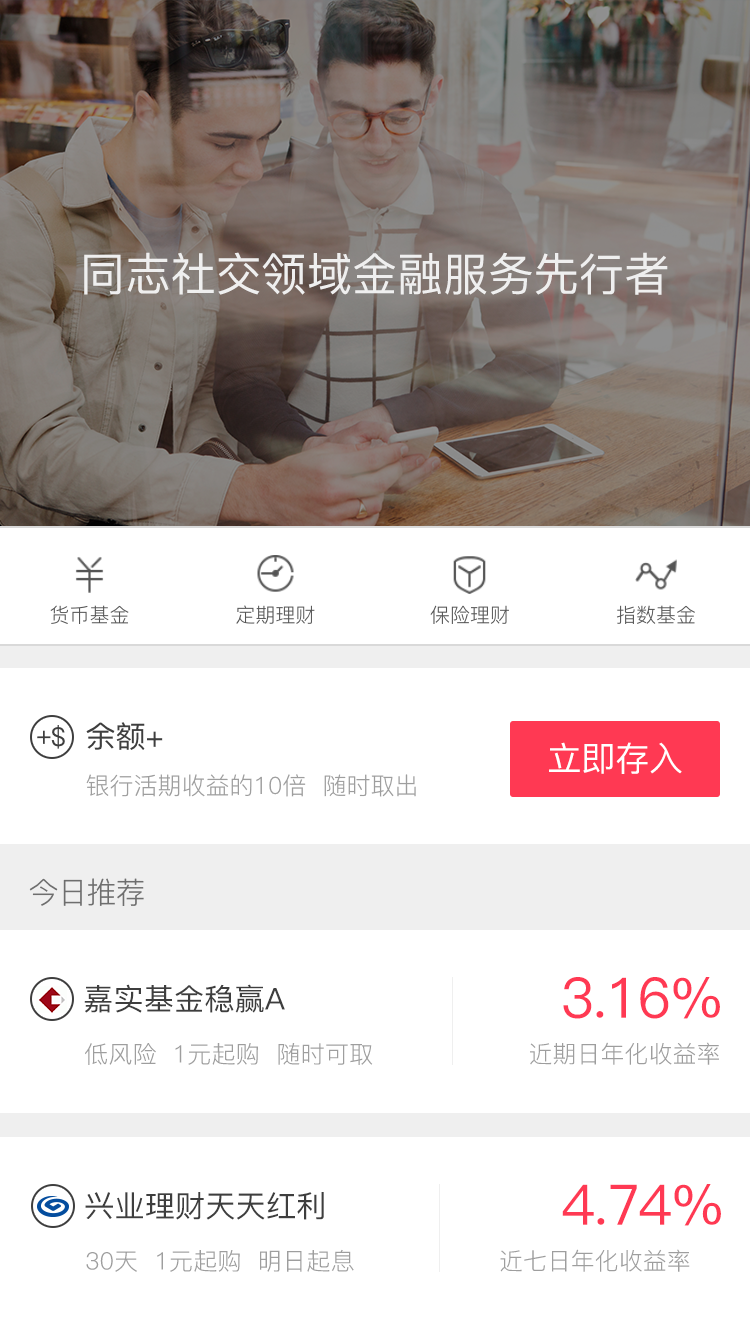 同志社交领域金融服务先行者
货币基金 定期理财 保险理财 指数基金
+$ 余额+
立即存入
银行活期收益的10倍 随时取出
今日推荐
嘉实基金稳赢A 3.16%
低风险 1元起购 随时可取 近期日年化收益率
兴业理财天天红利 4.74%
30天 1元起购 明日起息 近七日年化收益率